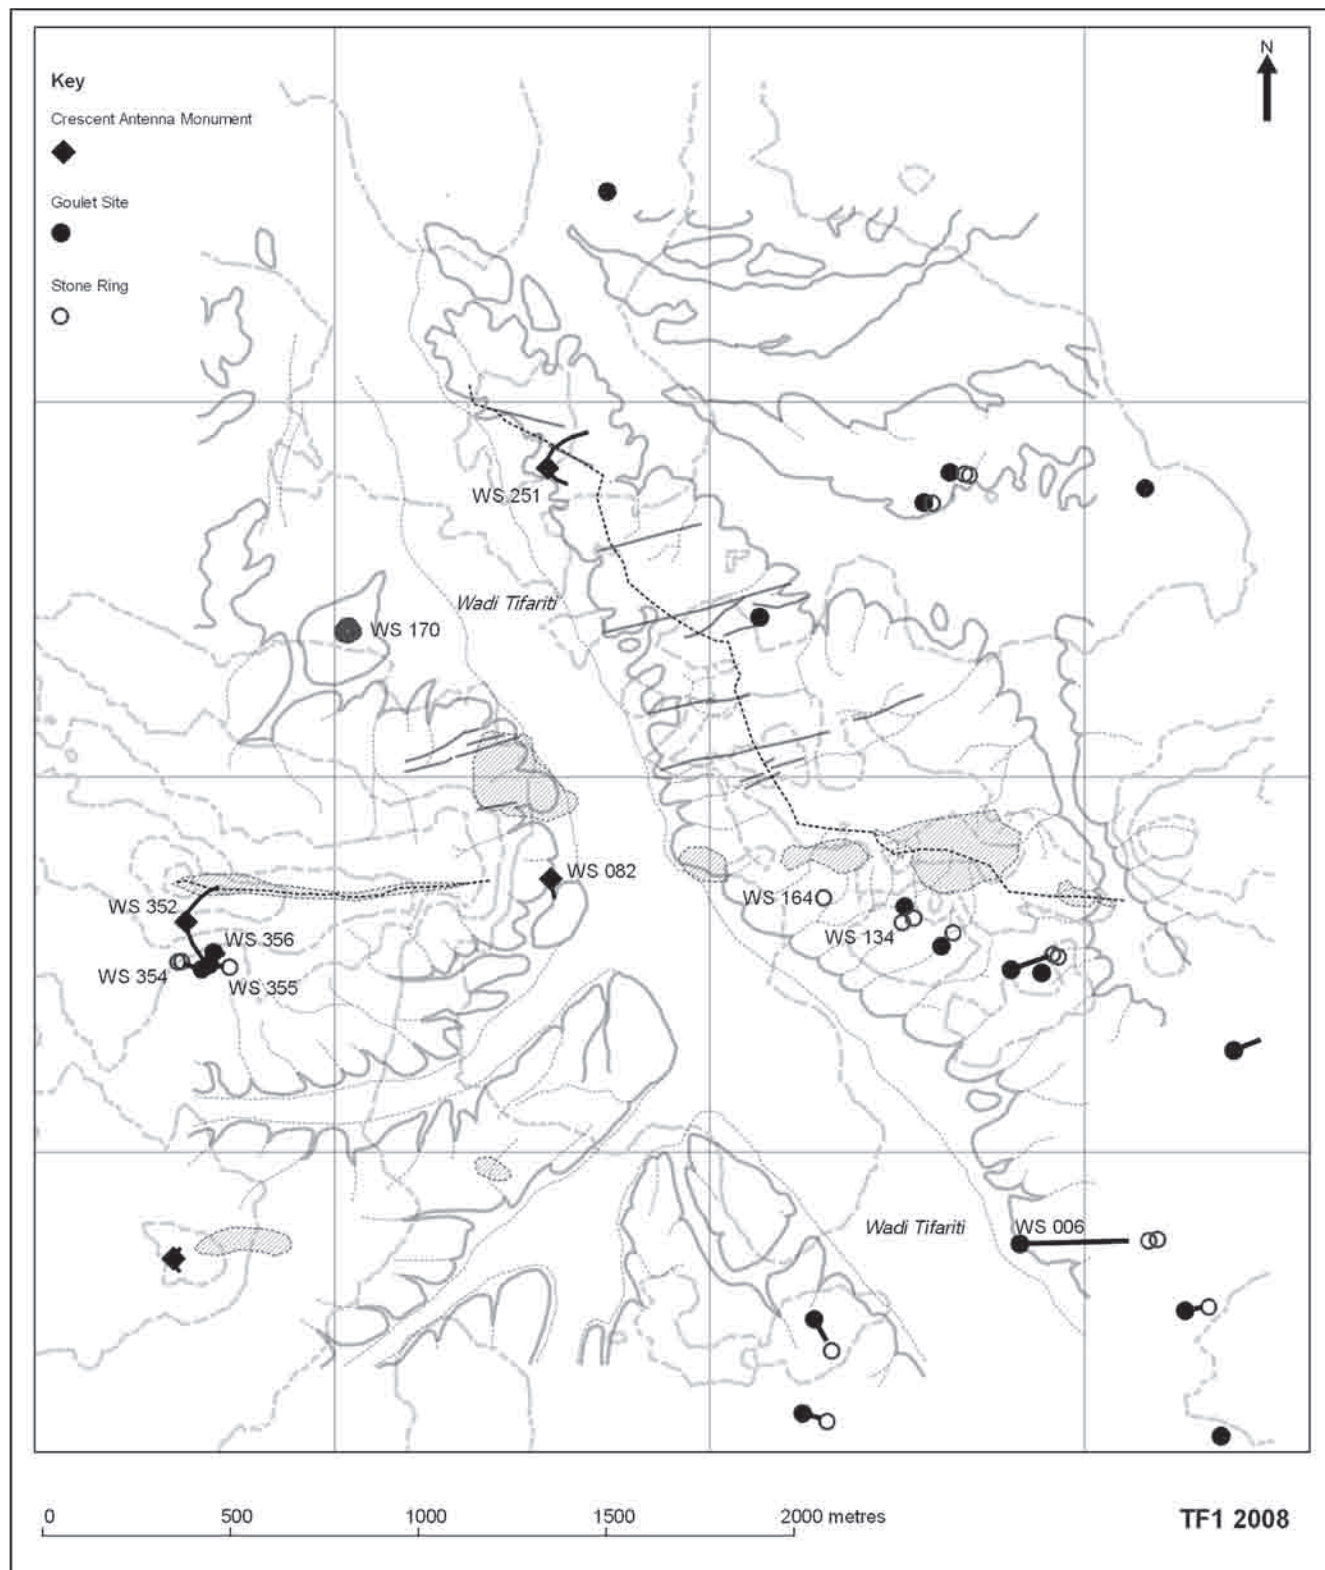 N
Key
Crescent Antenna Monument
Goulet Site
Stone Ring
WS 251
Wadi Tifariti
WS 170
WS 082
WS 352
WS 164
WS 356
WS 134
WS 354
WS 355
Wadi Tifariti
WS 006
0 500 1000 1500 2000 metres
TF1 2008